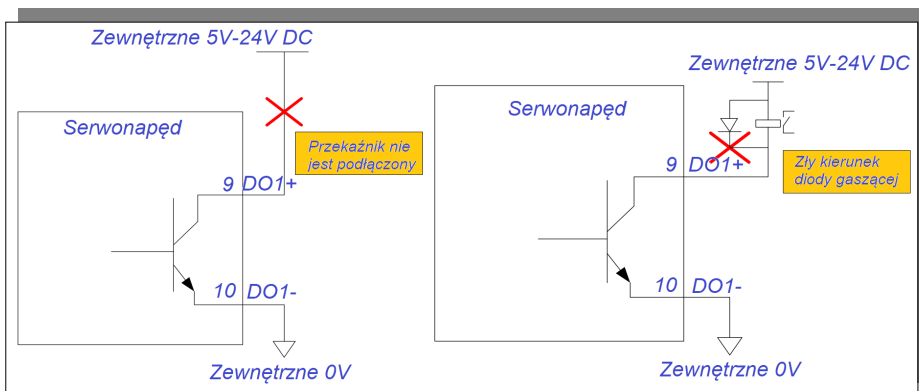 Zewnętrzne 5V-24V DC
Serwonapęd
Przekaźnik nie
jest podłączony
9 DO1+
10 DO1-
Zewnętrzne 0V
Zewnętrzne 5V-24V DC
Serwonapęd
Zły kierunek
diody gaszącej
9 DO1+
10 DO1-
Zewnętrzne 0V